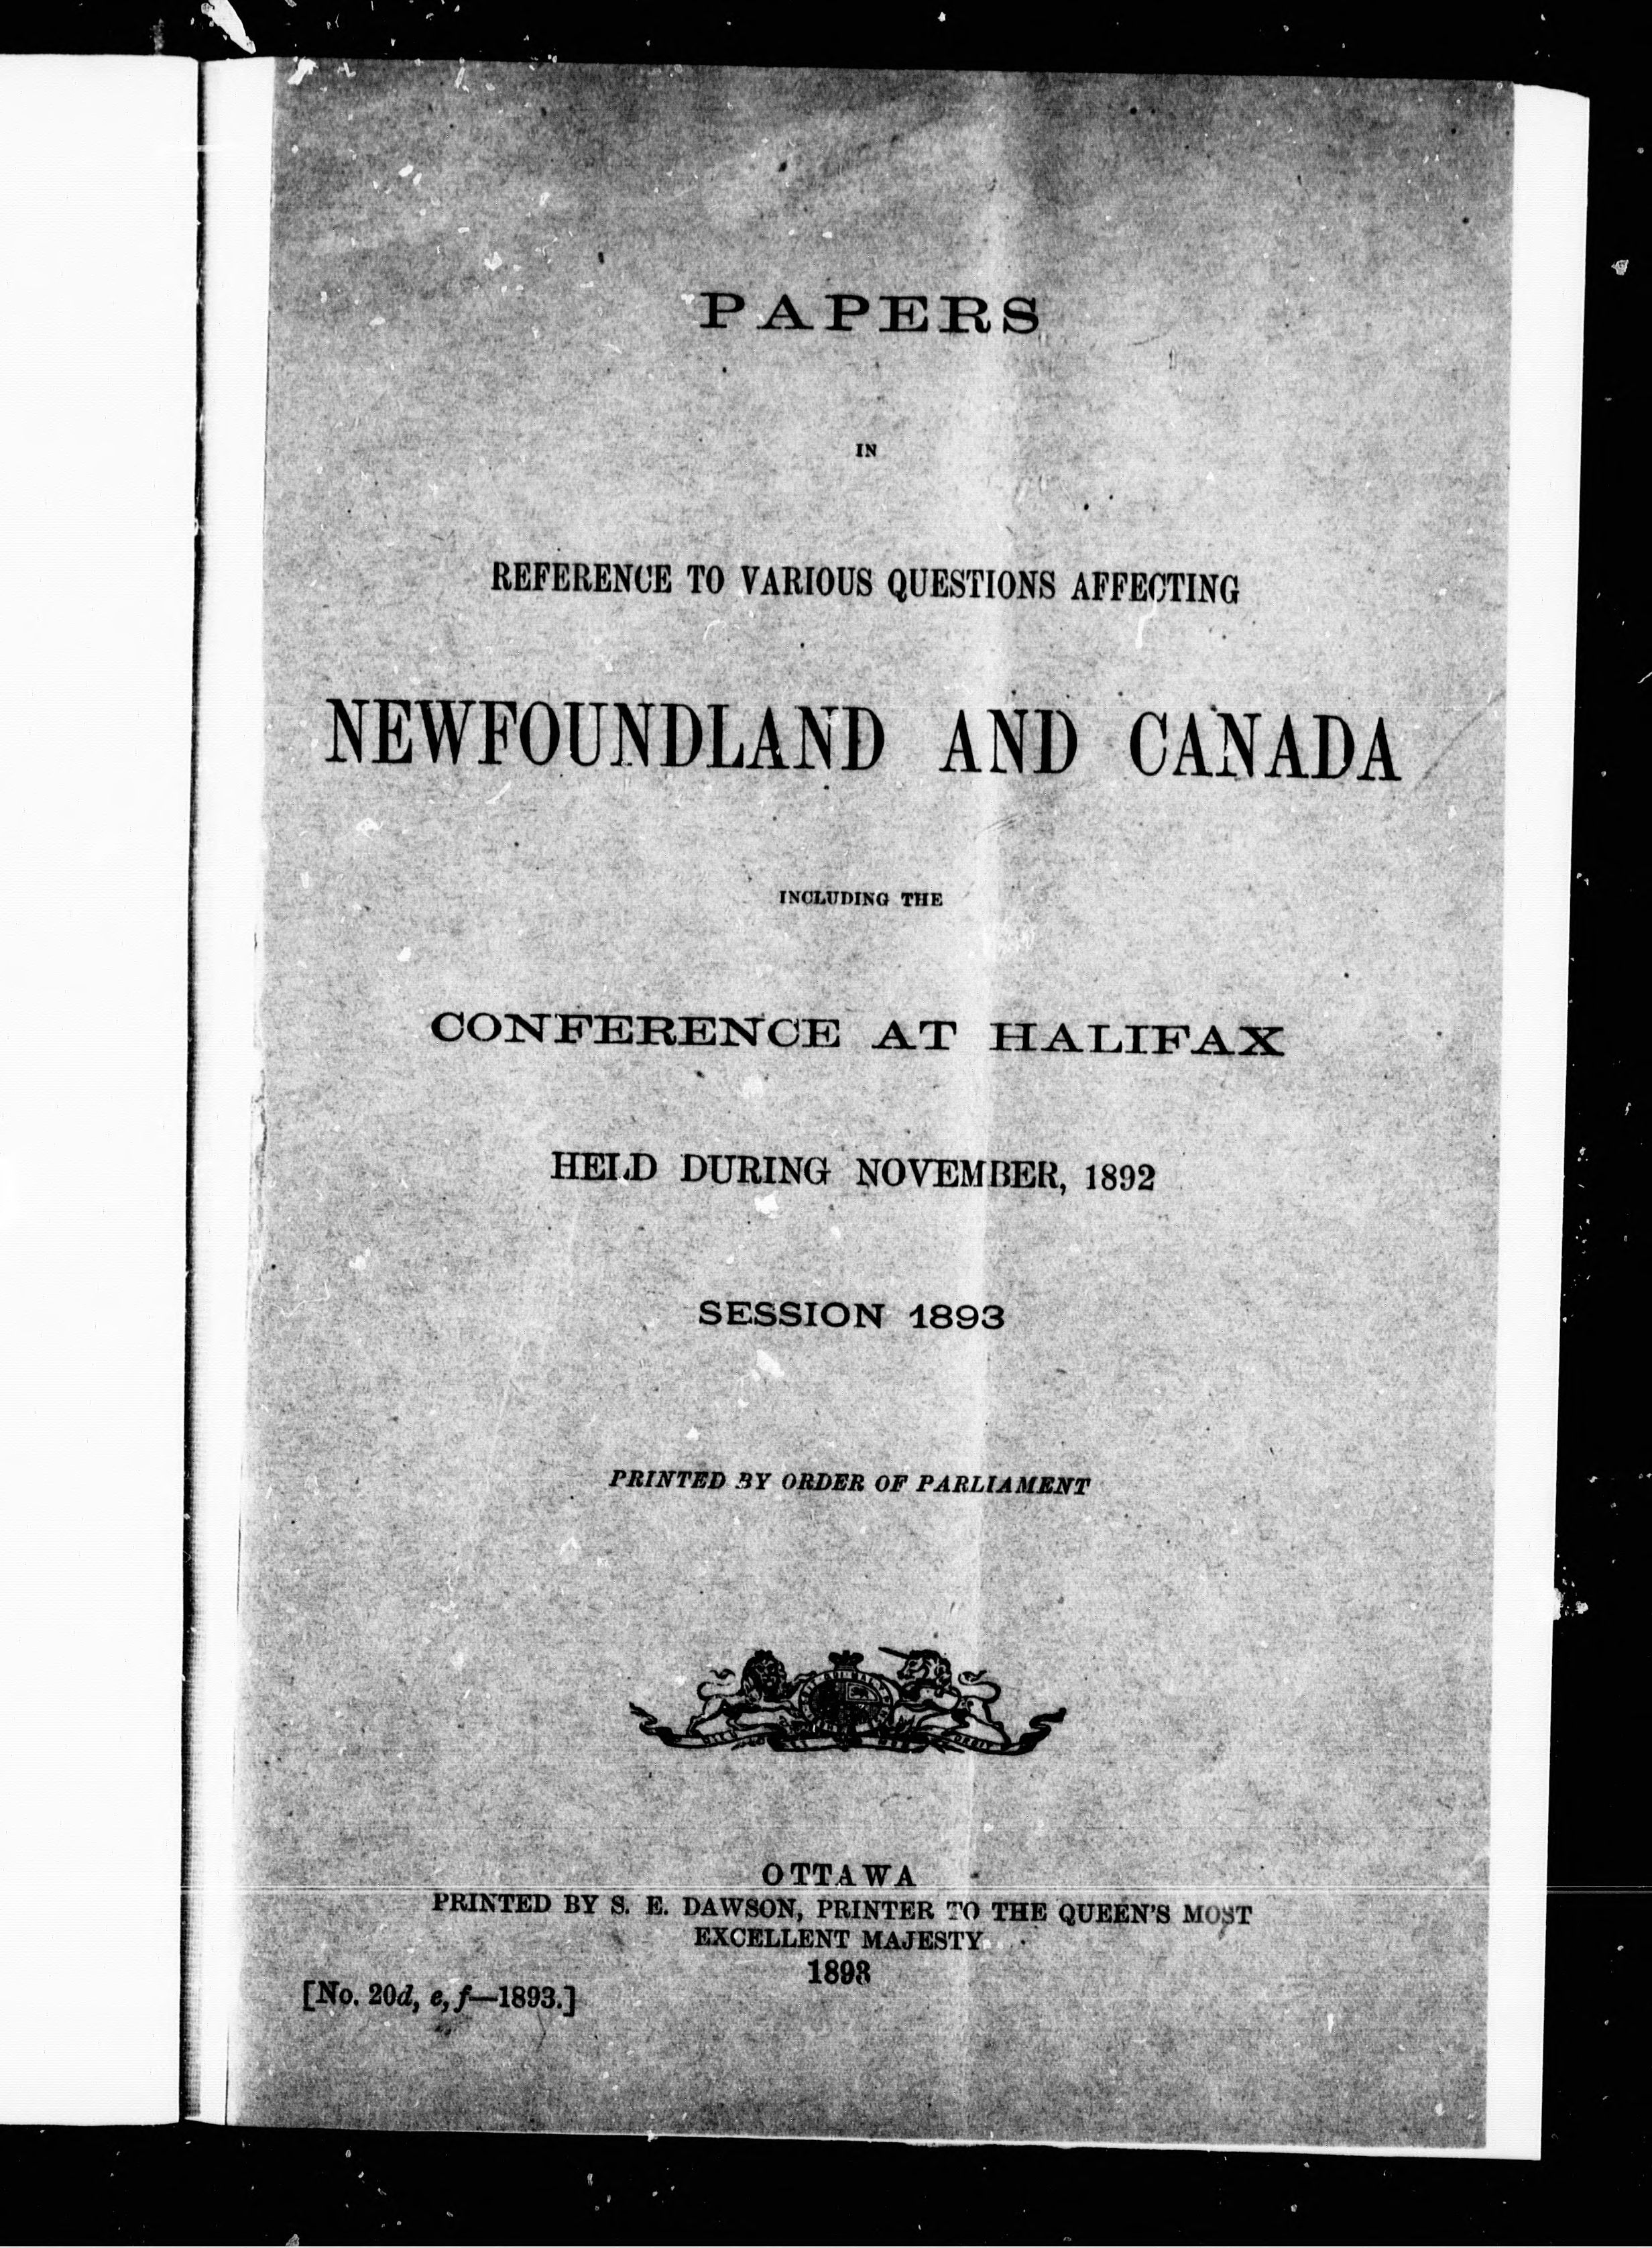 PAPERS
IN
REFERENCE TO VARIOUS QUESTIONS AFFECTING
NEWFOUNDLAND AND CANADA
INCLUDING THE
CONFERENCE AT HALIFAX
HELD DURING NOVEMBER, 1892
SESSION 1893
PRINTED BY ORDER OF PARLIAMENT
OTTAWA
PRINTED BY S. E. DAWSON, PRINTER TO THE QUEEN'S MOST
EXCELLENT MAJESTY
1893
[No. 20d, e, f—1893.]